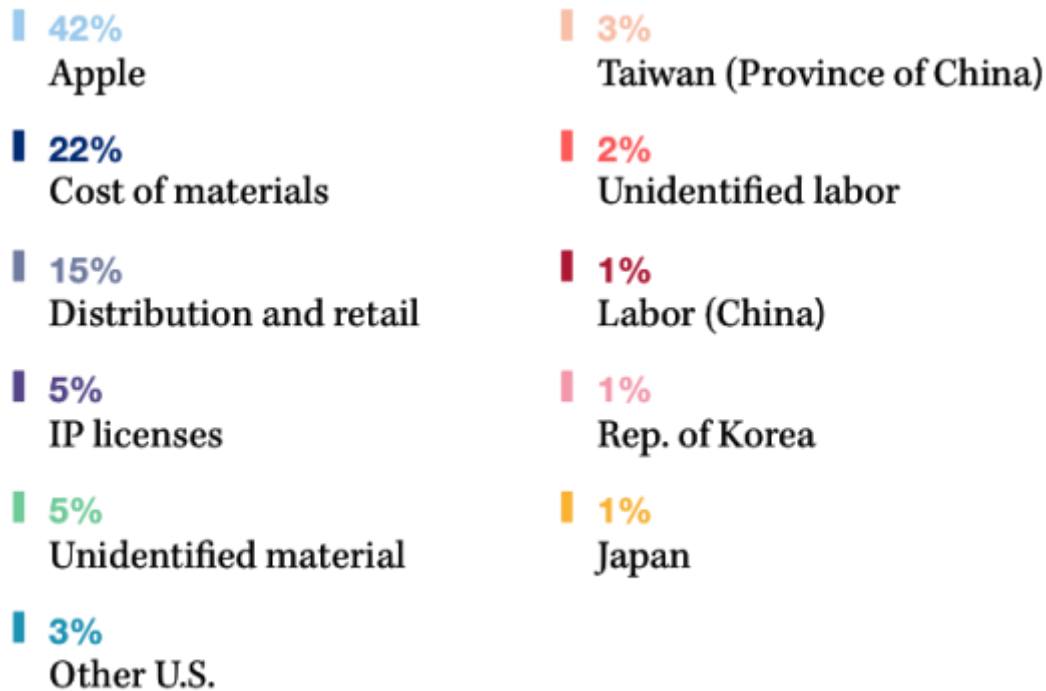 42%
Apple
22%
Cost of materials
15%
Distribution and retail
5%
IP licenses
5%
Unidentified material
3%
Other U.S.
3%
Taiwan (Province of China)
2%
Unidentified labor
1%
Labor (China)
1%
Rep. of Korea
1%
Japan